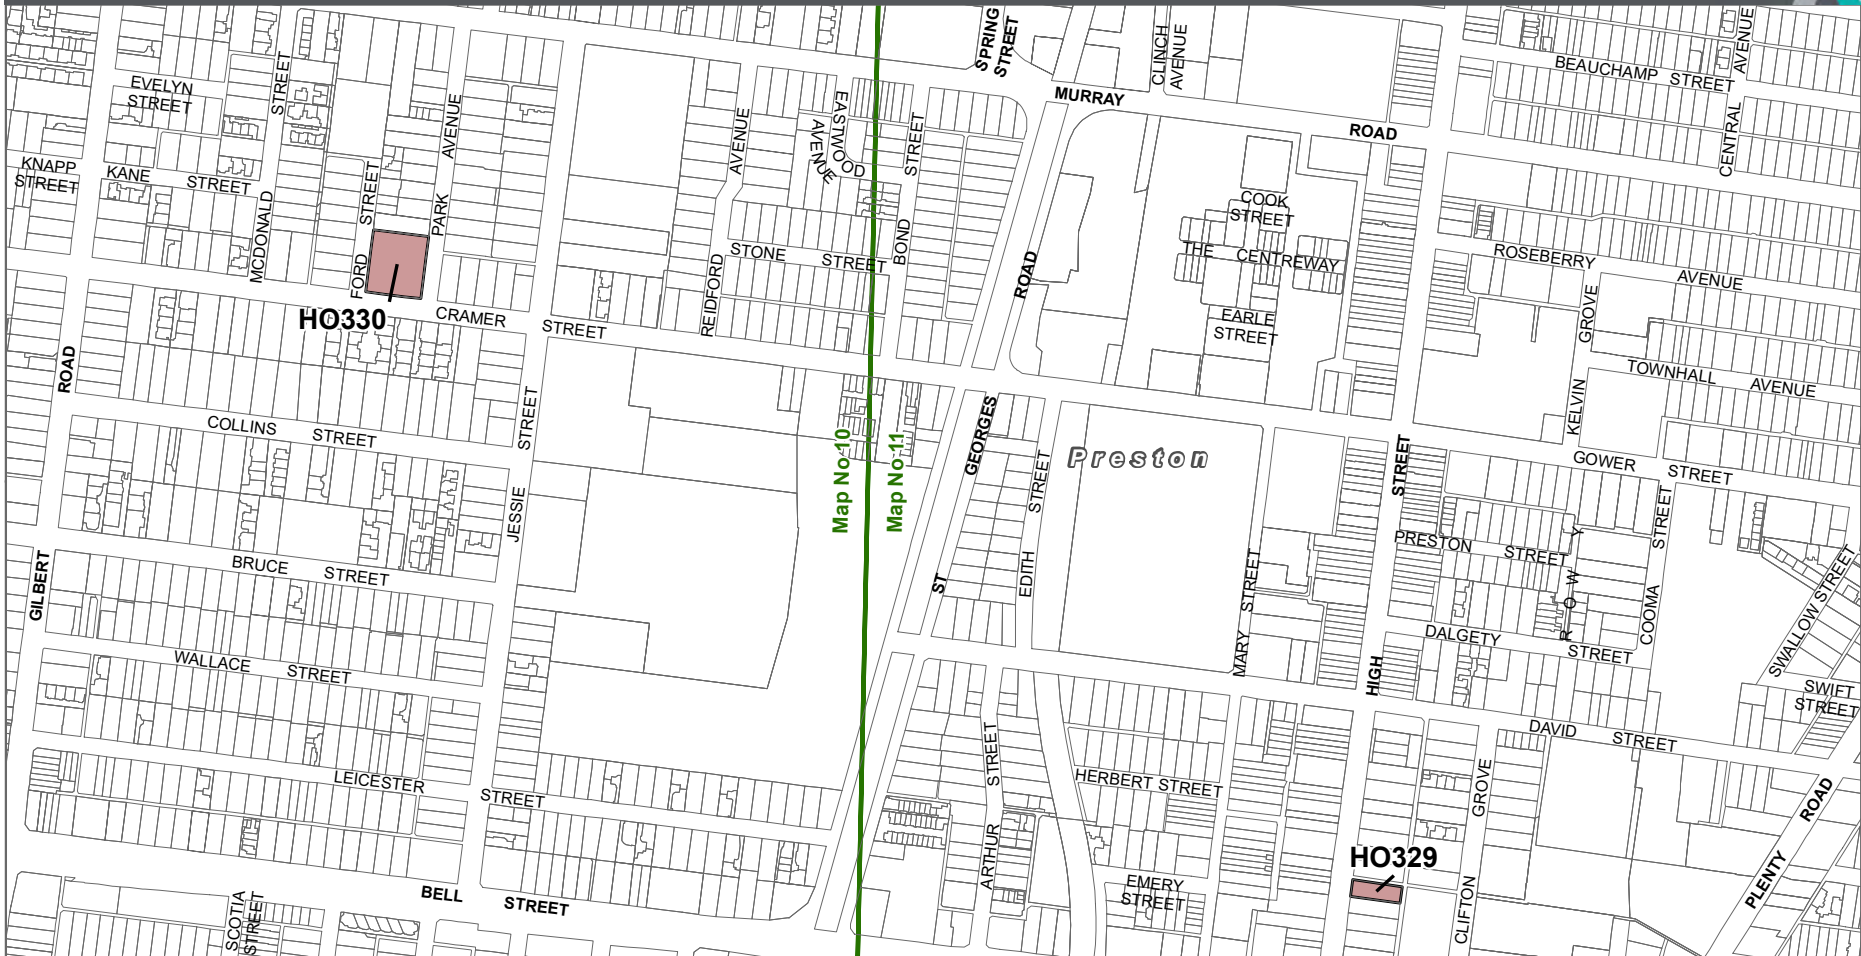 SPRING
STREET
CLINCH
AVENUE
AVENUE
BEAUCHAMP STREET
EVELYN
STREET
STREET
MURRAY
ROAD
AVENUE
AVENUE
EASTWOOD
AVENUE
STREET
CENTRAL
KNAPP
STREET
KANE STREET
STREET
PARK
MCDONALD
FORD
COOK
STREET
BOND
STONE STREET
THE CENTREWAY
ROSEBERRY
AVENUE
ROAD
REIDFORD
HO330
CRAMER
STREET
EARLE
STREET
GROVE
ROAD
TOWNHALL AVENUE
KELVIN
COLLINS STREET
STREET
GEORGES
Map No 10
Map No 11
Preston
STREET
STREET
GOWER STREET
JESSIE
STREET
PRESTON STREET
R O W Y
BRUCE STREET
GILBERT
ST
EDITH
STREET
MARY
COOMA
SWALLOW STREET
DALGETY
STREET
WALLACE STREET
HIGH
SWIFT
STREET
DAVID STREET
STREET
LEICESTER
STREET
HERBERT STREET
GROVE
ROAD
ARTHUR
HO329
BELL STREET
EMERY
STREET
PLENTY
SCOTIA
STREET
CLIFTON